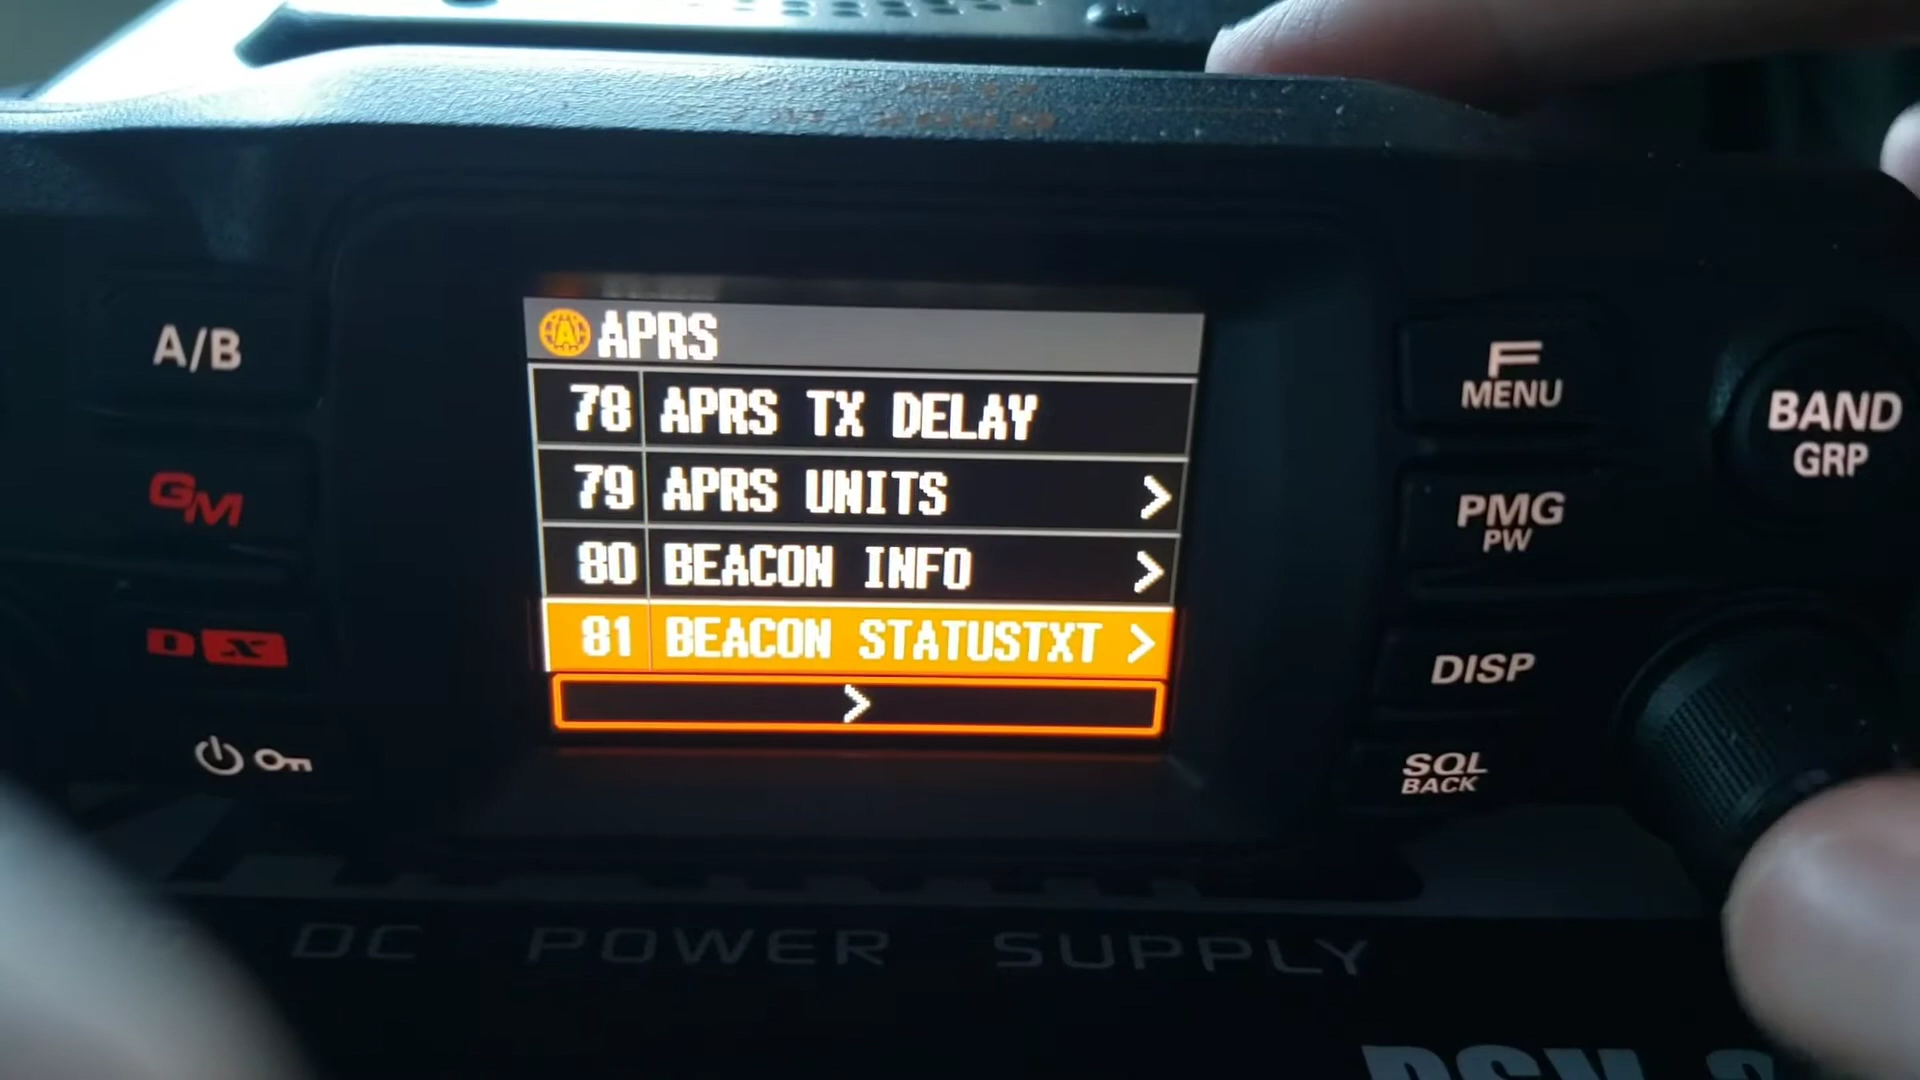 APRS
78 APRS TX DELAY
79 APRS UNITS >
80 BEACON INFO >
81 BEACON STATUSTXT >
>
A/B
GM
D X
F
MENU
PMG
PW
DISP
SQL
BACK
BAND
GRP
DC POWER SUPPLY